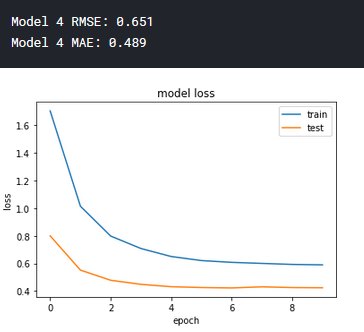 Model 4 RMSE: 0.651
Model 4 MAE: 0.489
model loss
train
test
1.6
1.4
1.2
1.0
0.8
0.6
0.4
loss
0 2 4 6 8
epoch